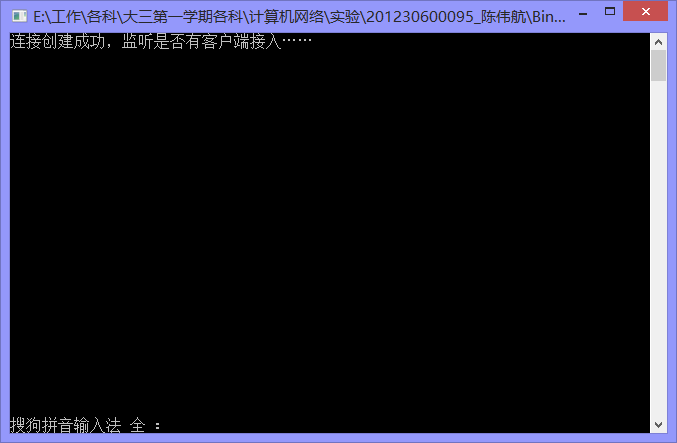 E:\工作\各科\大三第一学期各科\计算机网络\实验\201230600095_陈伟航\Bin...
连接创建成功，监听是否有客户端接入……
搜狗拼音输入法 全 ：